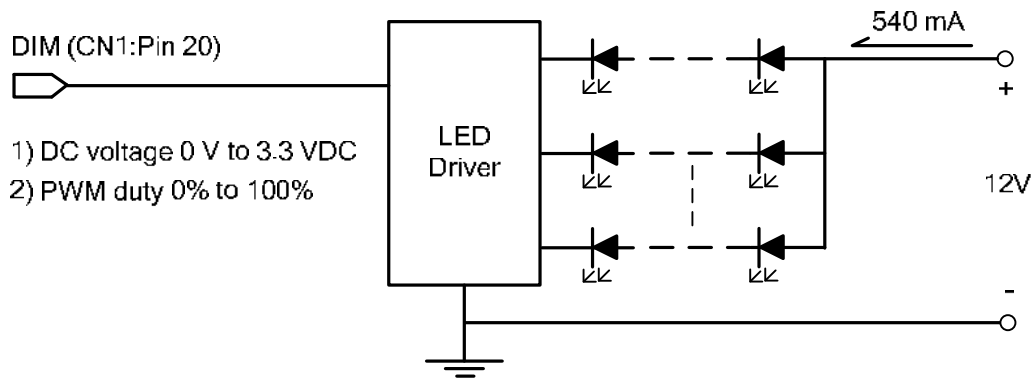 540 mA
DIM (CN1:Pin 20)
+
1) DC voltage 0 V to 3.3 VDC
2) PWM duty 0% to 100%
LED
Driver
12V
-